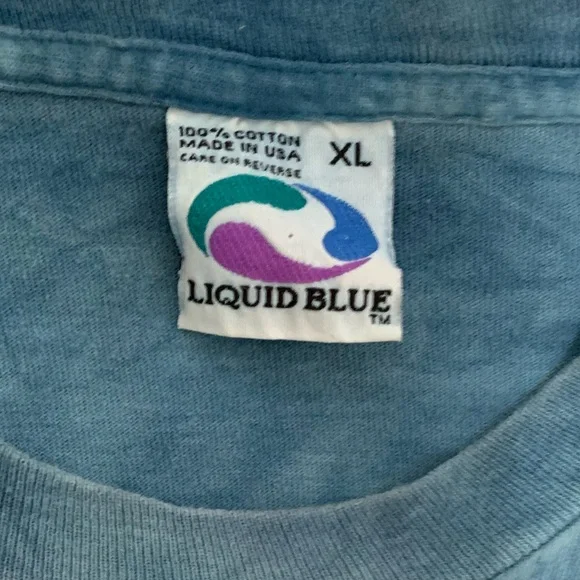 100% COTTON
MADE IN USA
CARE ON REVERSE
XL
LIQUID BLUE
TM